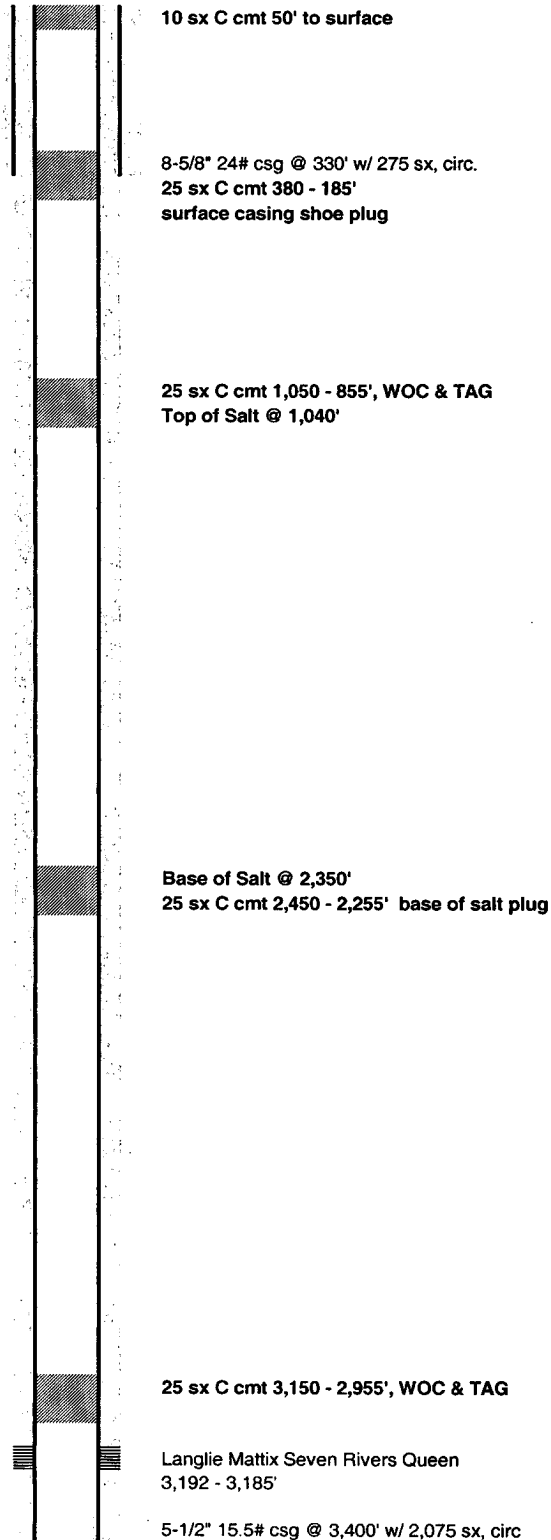 10 sx C cmt 50' to surface
8-5/8" 24# csg @ 330' w/ 275 sx, circ.
25 sx C cmt 380 - 185'
surface casing shoe plug
25 sx C cmt 1,050 - 855', WOC & TAG
Top of Salt @ 1,040'
Base of Salt @ 2,350'
25 sx C cmt 2,450 - 2,255' base of salt plug
25 sx C cmt 3,150 - 2,955', WOC & TAG
Langlie Mattix Seven Rivers Queen
3,192 - 3,185'
5-1/2" 15.5# csg @ 3,400' w/ 2,075 sx, circ